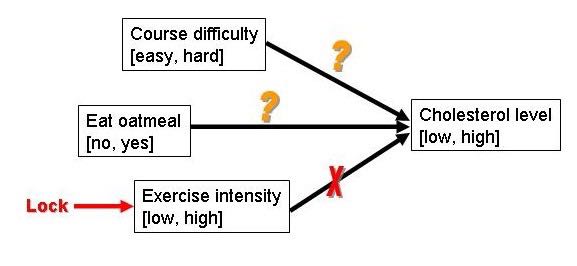 Course difficulty
[easy, hard]
?
?
Eat oatmeal
[no, yes]
Cholesterol level
[low, high]
X
Lock
Exercise intensity
[low, high]